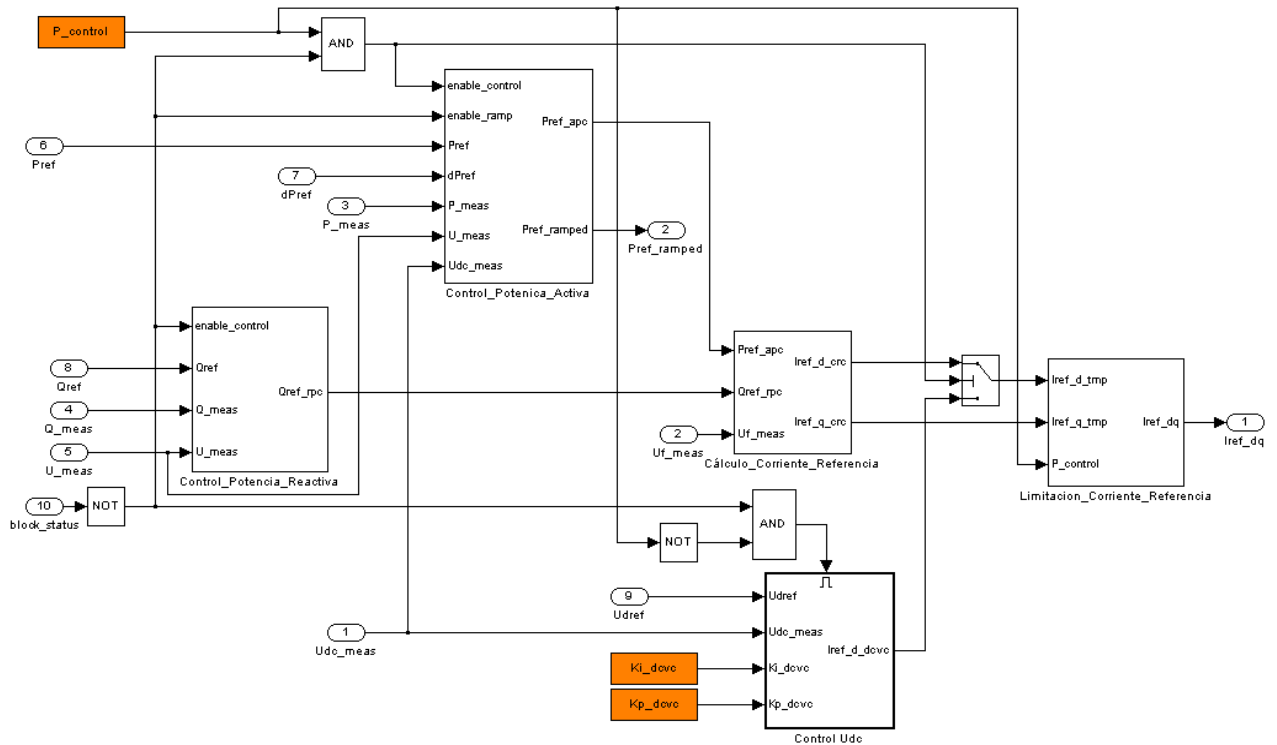 P_control
AND
enable_control
enable_ramp
Pref_apc
6
Pref
Pref
7
dPref
dPref
3
P_meas
P_meas
U_meas
Pref_ramped
2
Pref_ramped
Udc_meas
Control_Potenica_Activa
enable_control
8
Qref
Qref
Qref_rpc
4
Q_meas
Q_meas
5
U_meas
U_meas
Control_Potencia_Reactiva
Pref_apc
Iref_d_crc
Qref_rpc
Iref_q_crc
2
Uf_meas
Uf_meas
Cálculo_Corriente_Referencia
Iref_d_tmp
Iref_q_tmp
Iref_dq
P_control
1
Iref_dq
Limitacion_Corriente_Referencia
10
block_status
NOT
NOT
AND
9
Udref
Udref
1
Udc_meas
Udc_meas
Iref_d_dcvc
Ki_dcvc
Ki_dcvc
Kp_dcvc
Kp_dcvc
Control Udc